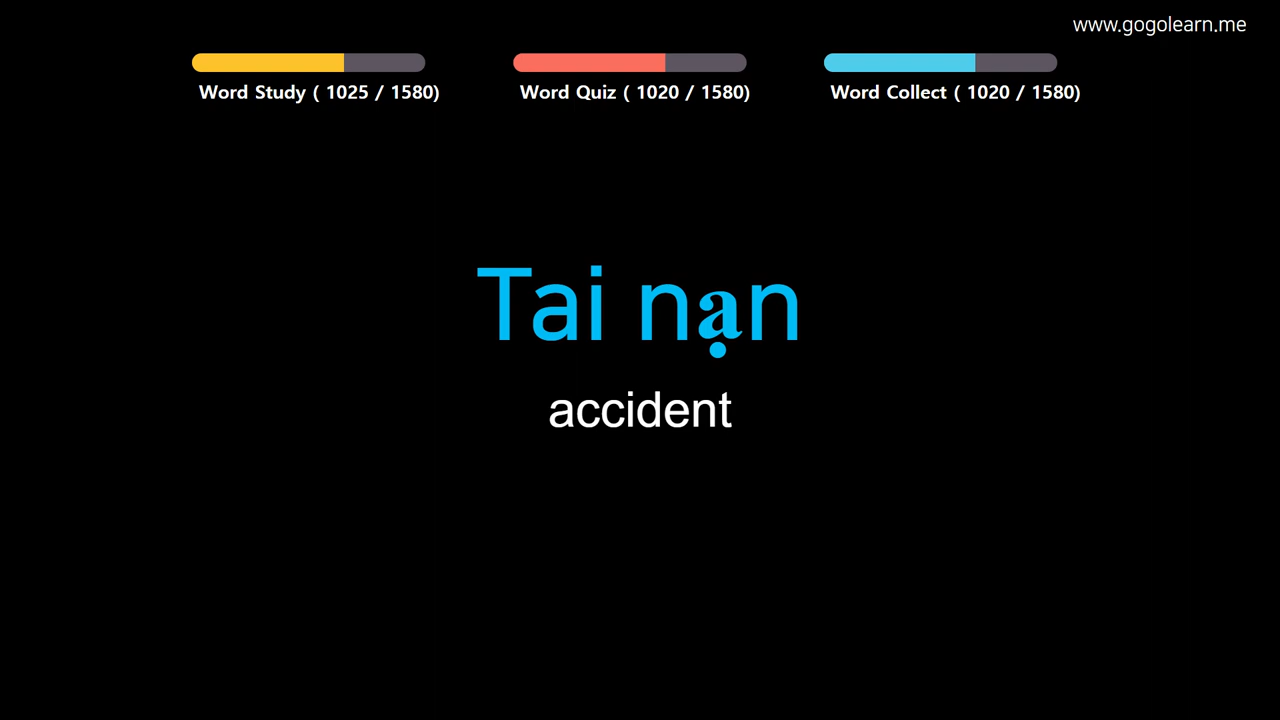 www.gogolearn.me
Word Study ( 1025 / 1580)
Word Quiz ( 1020 / 1580)
Word Collect ( 1020 / 1580)
Tai nạn
accident